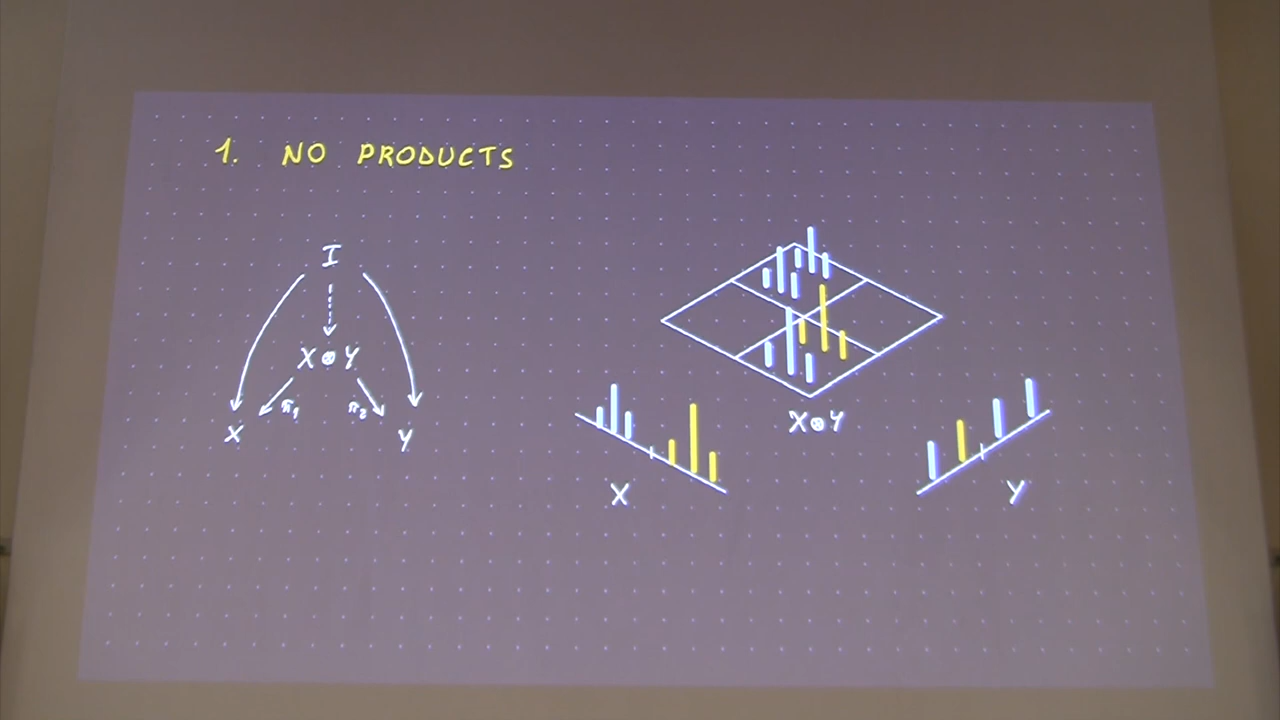 1. NO PRODUCTS
I
X ⊗ Y
π₁ π₂
X Y
X⊗Y
X Y